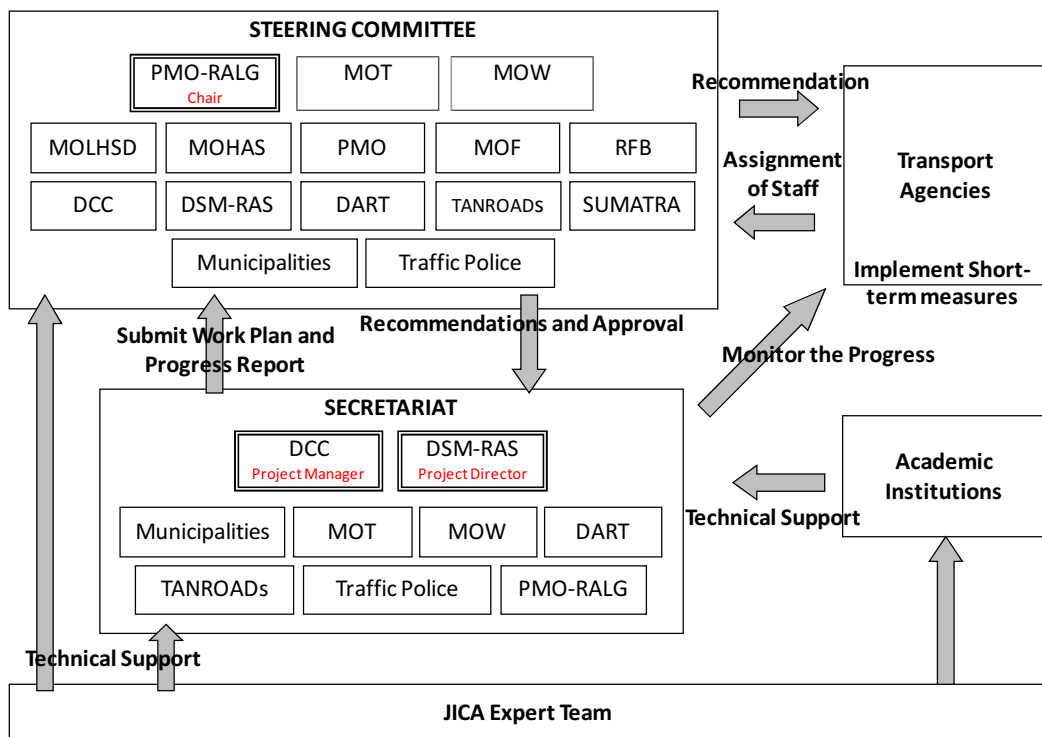 STEERING COMMITTEE
PMO-RALG
Chair
MOT
MOW
MOLHSD
MOHAS
PMO
MOF
RFB
DCC
DSM-RAS
DART
TANROADs
SUMATRA
Municipalities
Traffic Police
Recommendation
Assignment
of Staff
Transport
Agencies
Implement Short-
term measures
Submit Work Plan and
Progress Report
Recommendations and Approval
Monitor the Progress
SECRETARIAT
DCC
Project Manager
DSM-RAS
Project Director
Municipalities
MOT
MOW
DART
TANROADs
Traffic Police
PMO-RALG
Academic
Institutions
Technical Support
Technical Support
JICA Expert Team